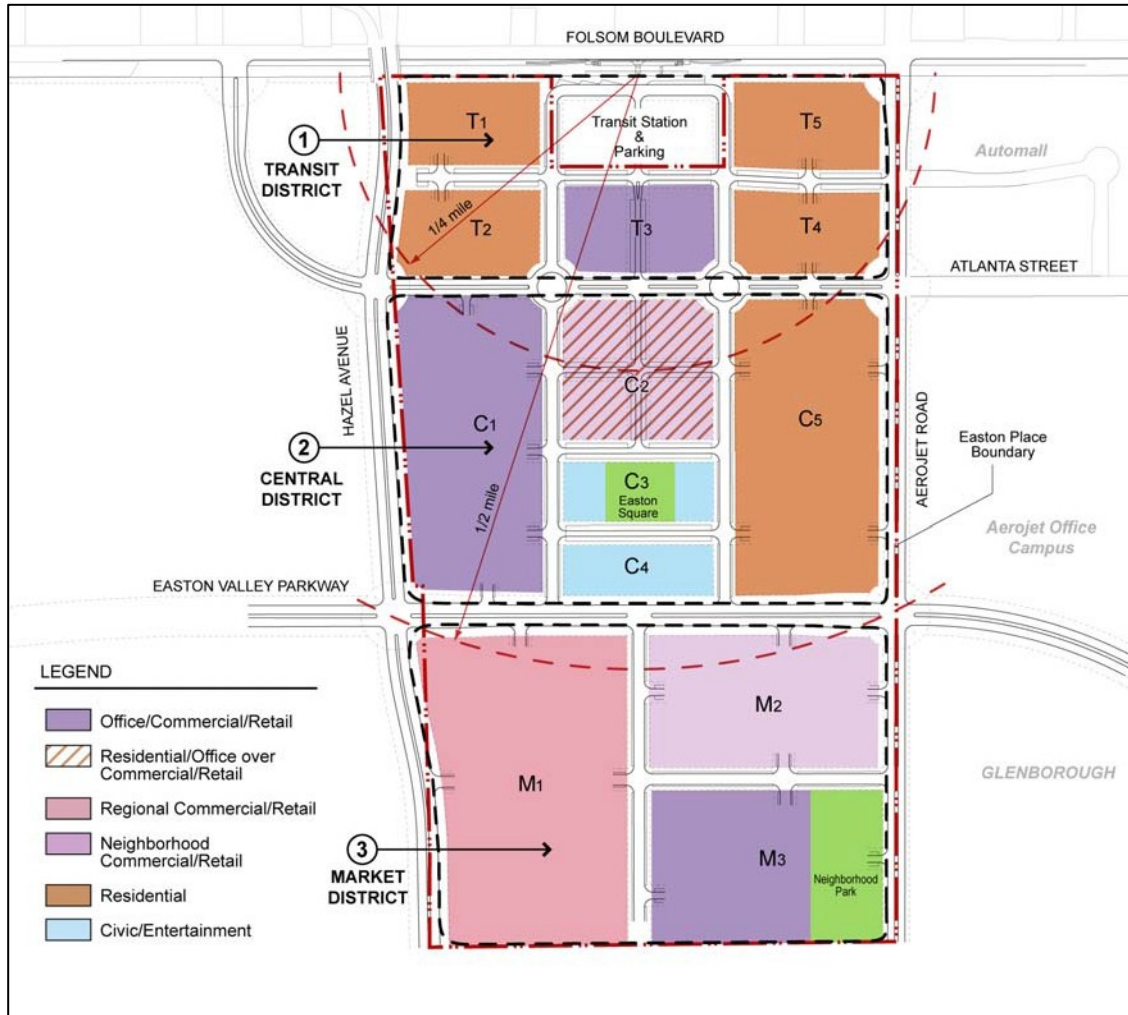 FOLSOM BOULEVARD
T1
Transit Station
&
Parking
T5
1
TRANSIT
DISTRICT
Automall
1/4 mile
T2
T3
T4
ATLANTA STREET
HAZEL AVENUE
C1
C2
C5
AEROJET ROAD
Easton Place
Boundary
2
CENTRAL
DISTRICT
1/2 mile
C3
Easton
Square
Aerojet Office
Campus
C4
EASTON VALLEY PARKWAY
LEGEND
Office/Commercial/Retail
Residential/Office over
Commercial/Retail
Regional Commercial/Retail
Neighborhood
Commercial/Retail
Residential
Civic/Entertainment
M2
GLENBOROUGH
M1
3
MARKET
DISTRICT
M3
Neighborhood
Park